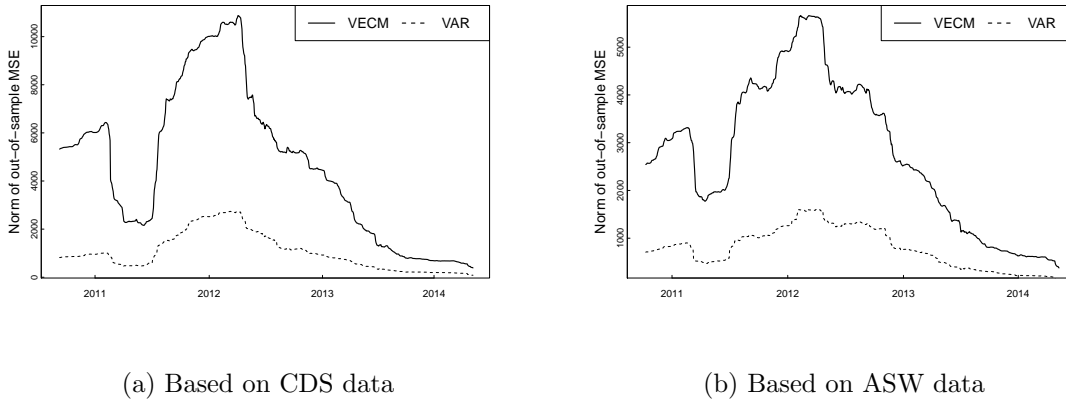 VECM VAR
Norm of out−of−sample MSE
10000
8000
6000
4000
2000
0
2011 2012 2013 2014
(a) Based on CDS data
VECM VAR
Norm of out−of−sample MSE
5000
4000
3000
2000
1000
2011 2012 2013 2014
(b) Based on ASW data